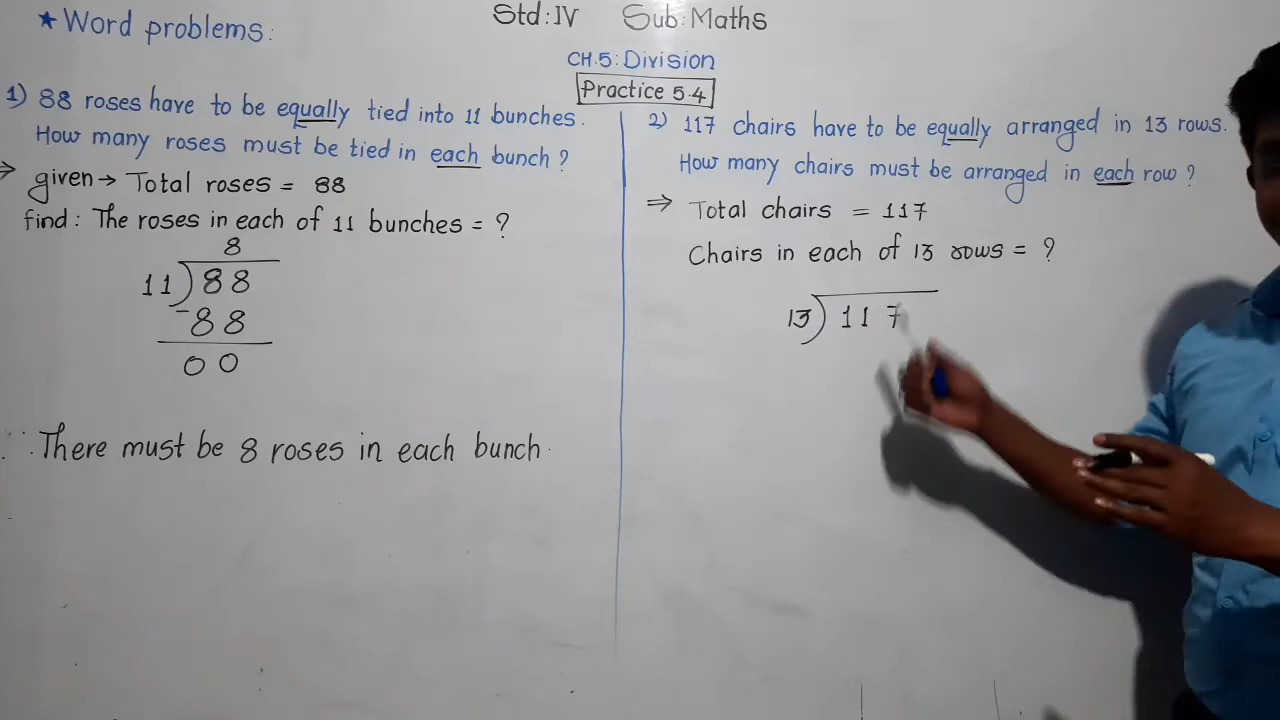 ★ Word problems:
Std: IV Sub: Maths
CH.5: Division
Practice 5.4
1) 88 roses have to be equally tied into 11 bunches.
How many roses must be tied in each bunch?
⇒ given → Total roses = 88
find: The roses in each of 11 bunches = ?
8
11) 88
-88
00
∴ There must be 8 roses in each bunch.
2) 117 chairs have to be equally arranged in 13 rows.
How many chairs must be arranged in each row?
⇒ Total chairs = 117
Chairs in each of 13 rows = ?
13) 117